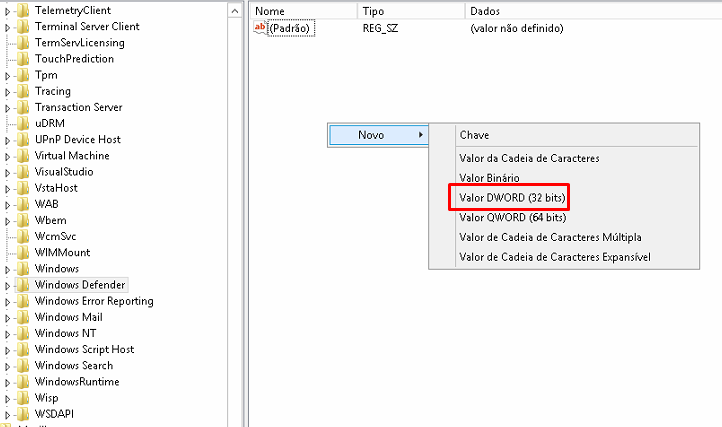 TelemetryClient
Terminal Server Client
TermServLicensing
TouchPrediction
Tpm
Tracing
Transaction Server
uDRM
UPnP Device Host
Virtual Machine
VisualStudio
VstaHost
WAB
Wbem
WcmSvc
WIMMount
Windows
Windows Defender
Windows Error Reporting
Windows Mail
Windows NT
Windows Script Host
Windows Search
WindowsRuntime
Wisp
WSDAPI
Nome Tipo Dados
ab (Padrão) REG_SZ (valor não definido)
Novo
Chave
Valor da Cadeia de Caracteres
Valor Binário
Valor DWORD (32 bits)
Valor QWORD (64 bits)
Valor de Cadeia de Caracteres Múltipla
Valor de Cadeia de Caracteres Expansível